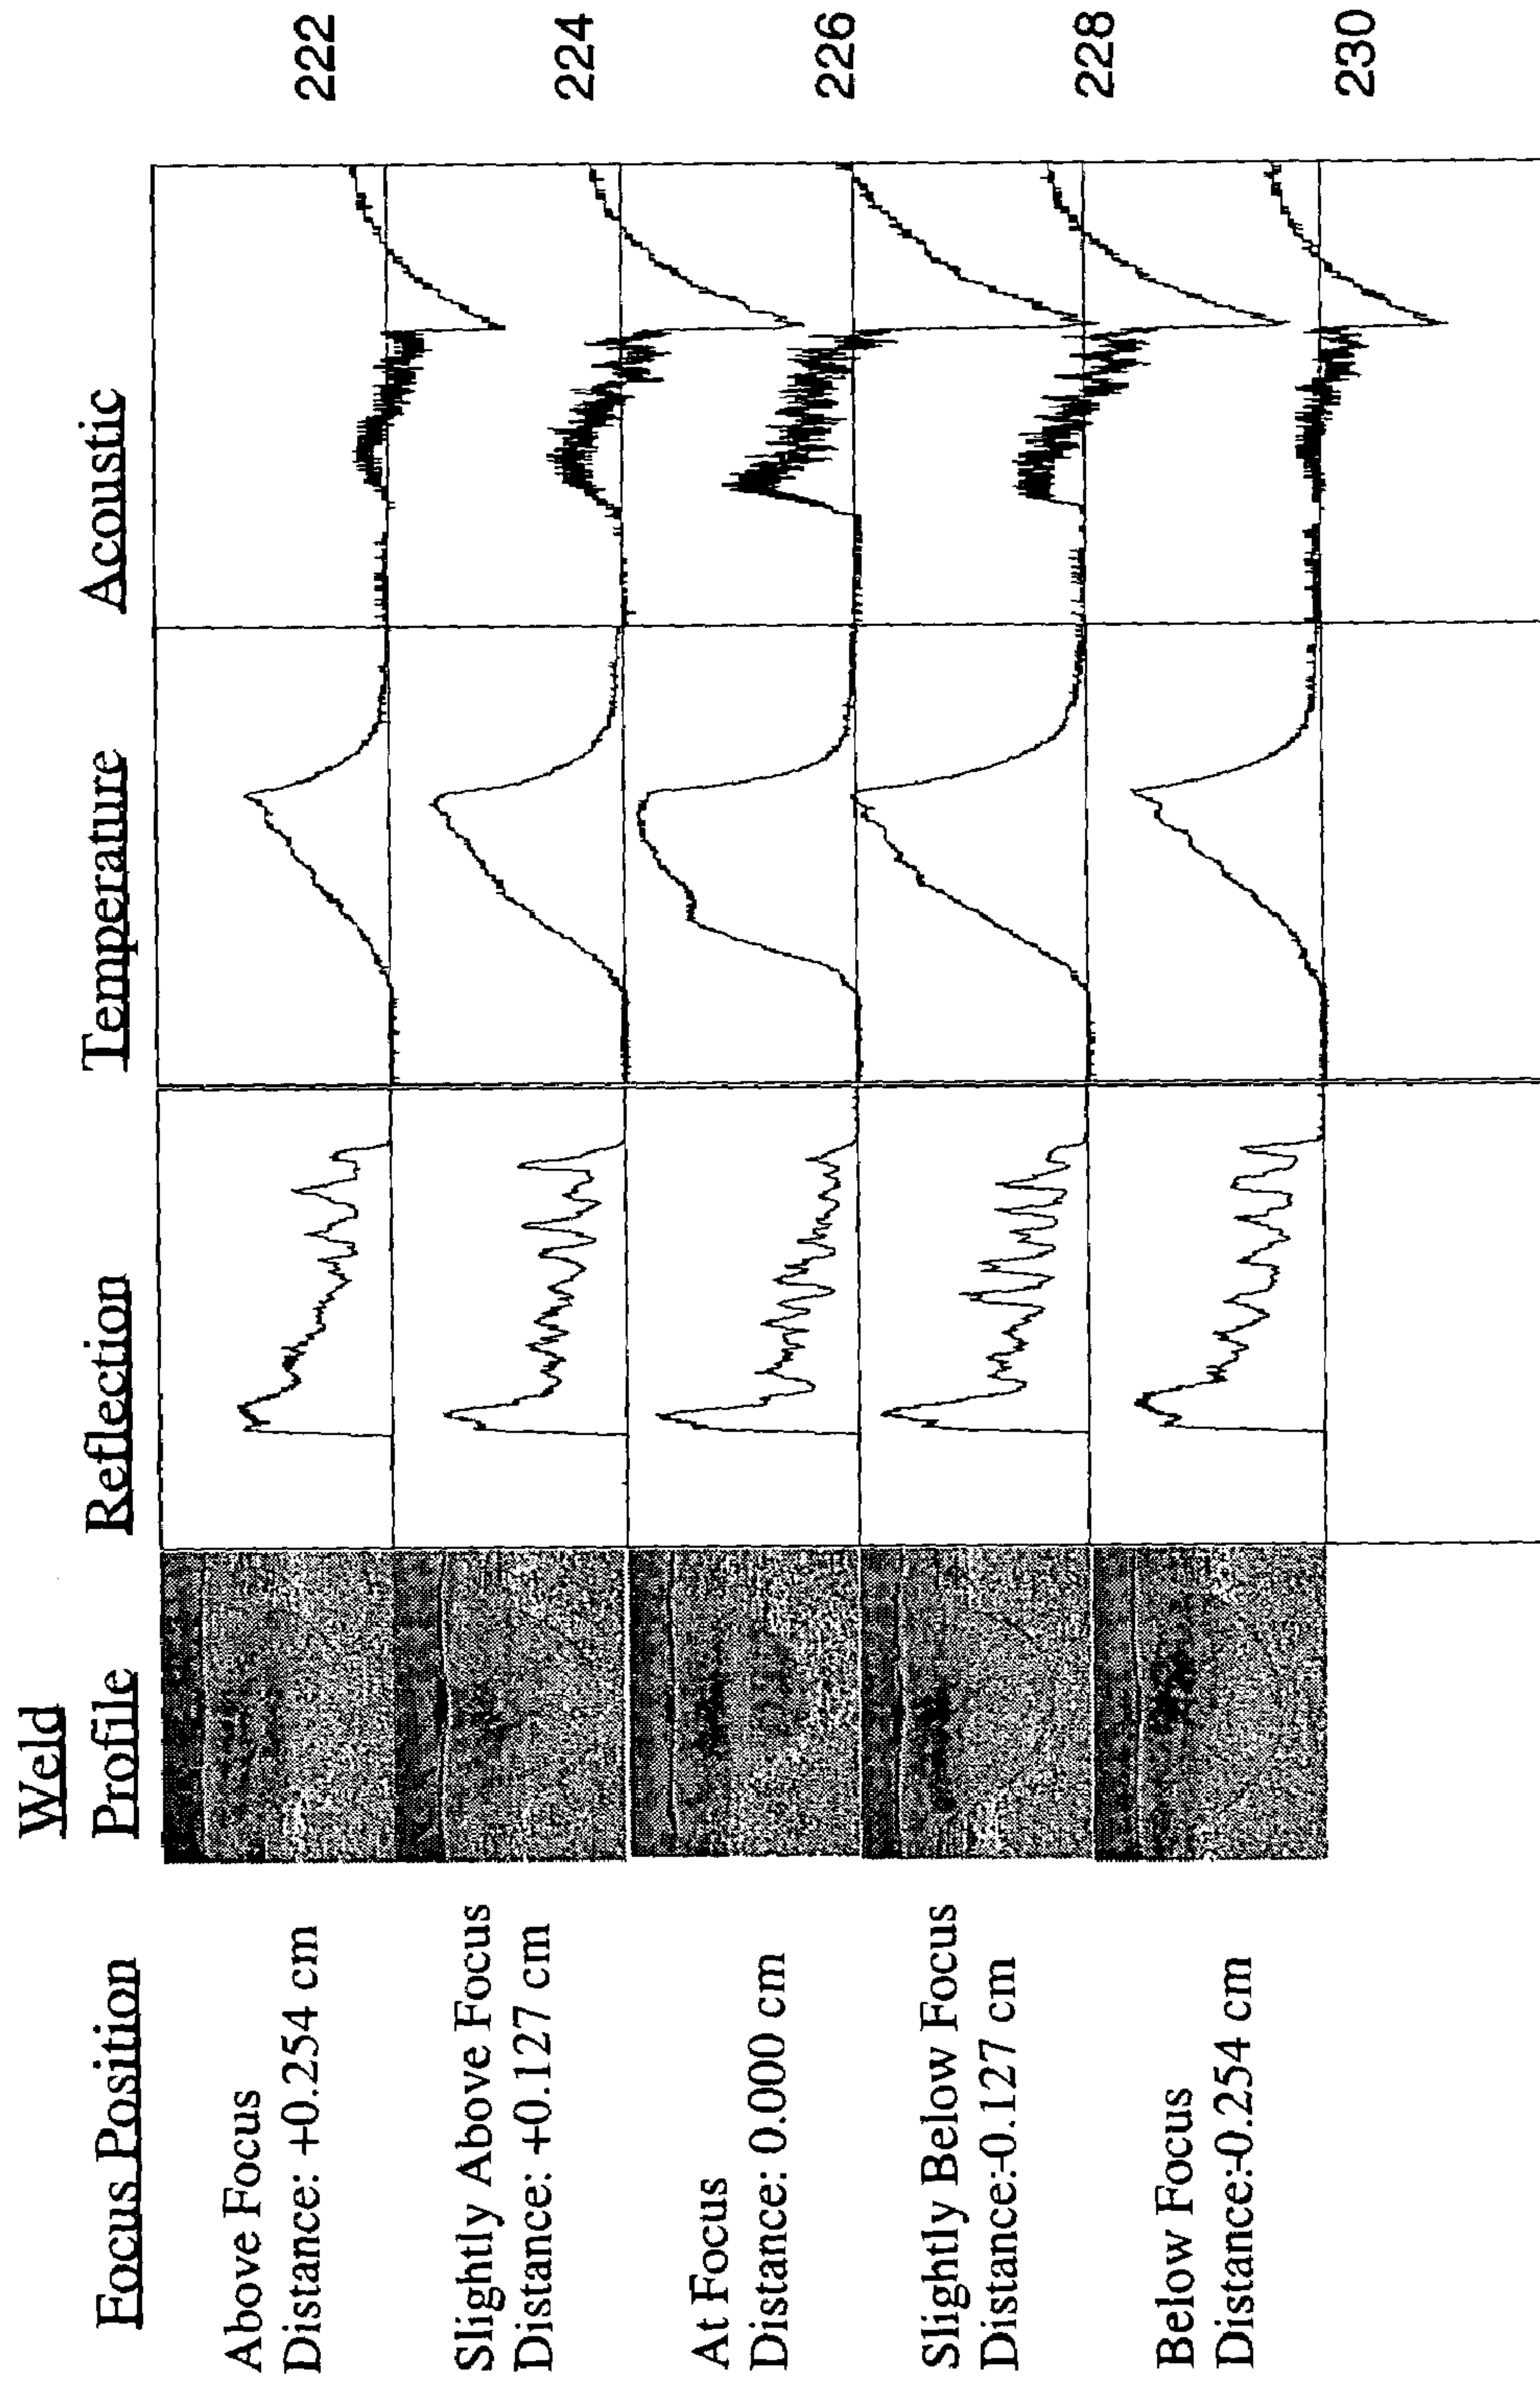 Focus Position
Weld
Profile
Reflection
Temperature
Acoustic
Above Focus
Distance: +0.254 cm
222
Slightly Above Focus
Distance: +0.127 cm
224
At Focus
Distance: 0.000 cm
226
Slightly Below Focus
Distance:-0.127 cm
228
Below Focus
Distance:-0.254 cm
230